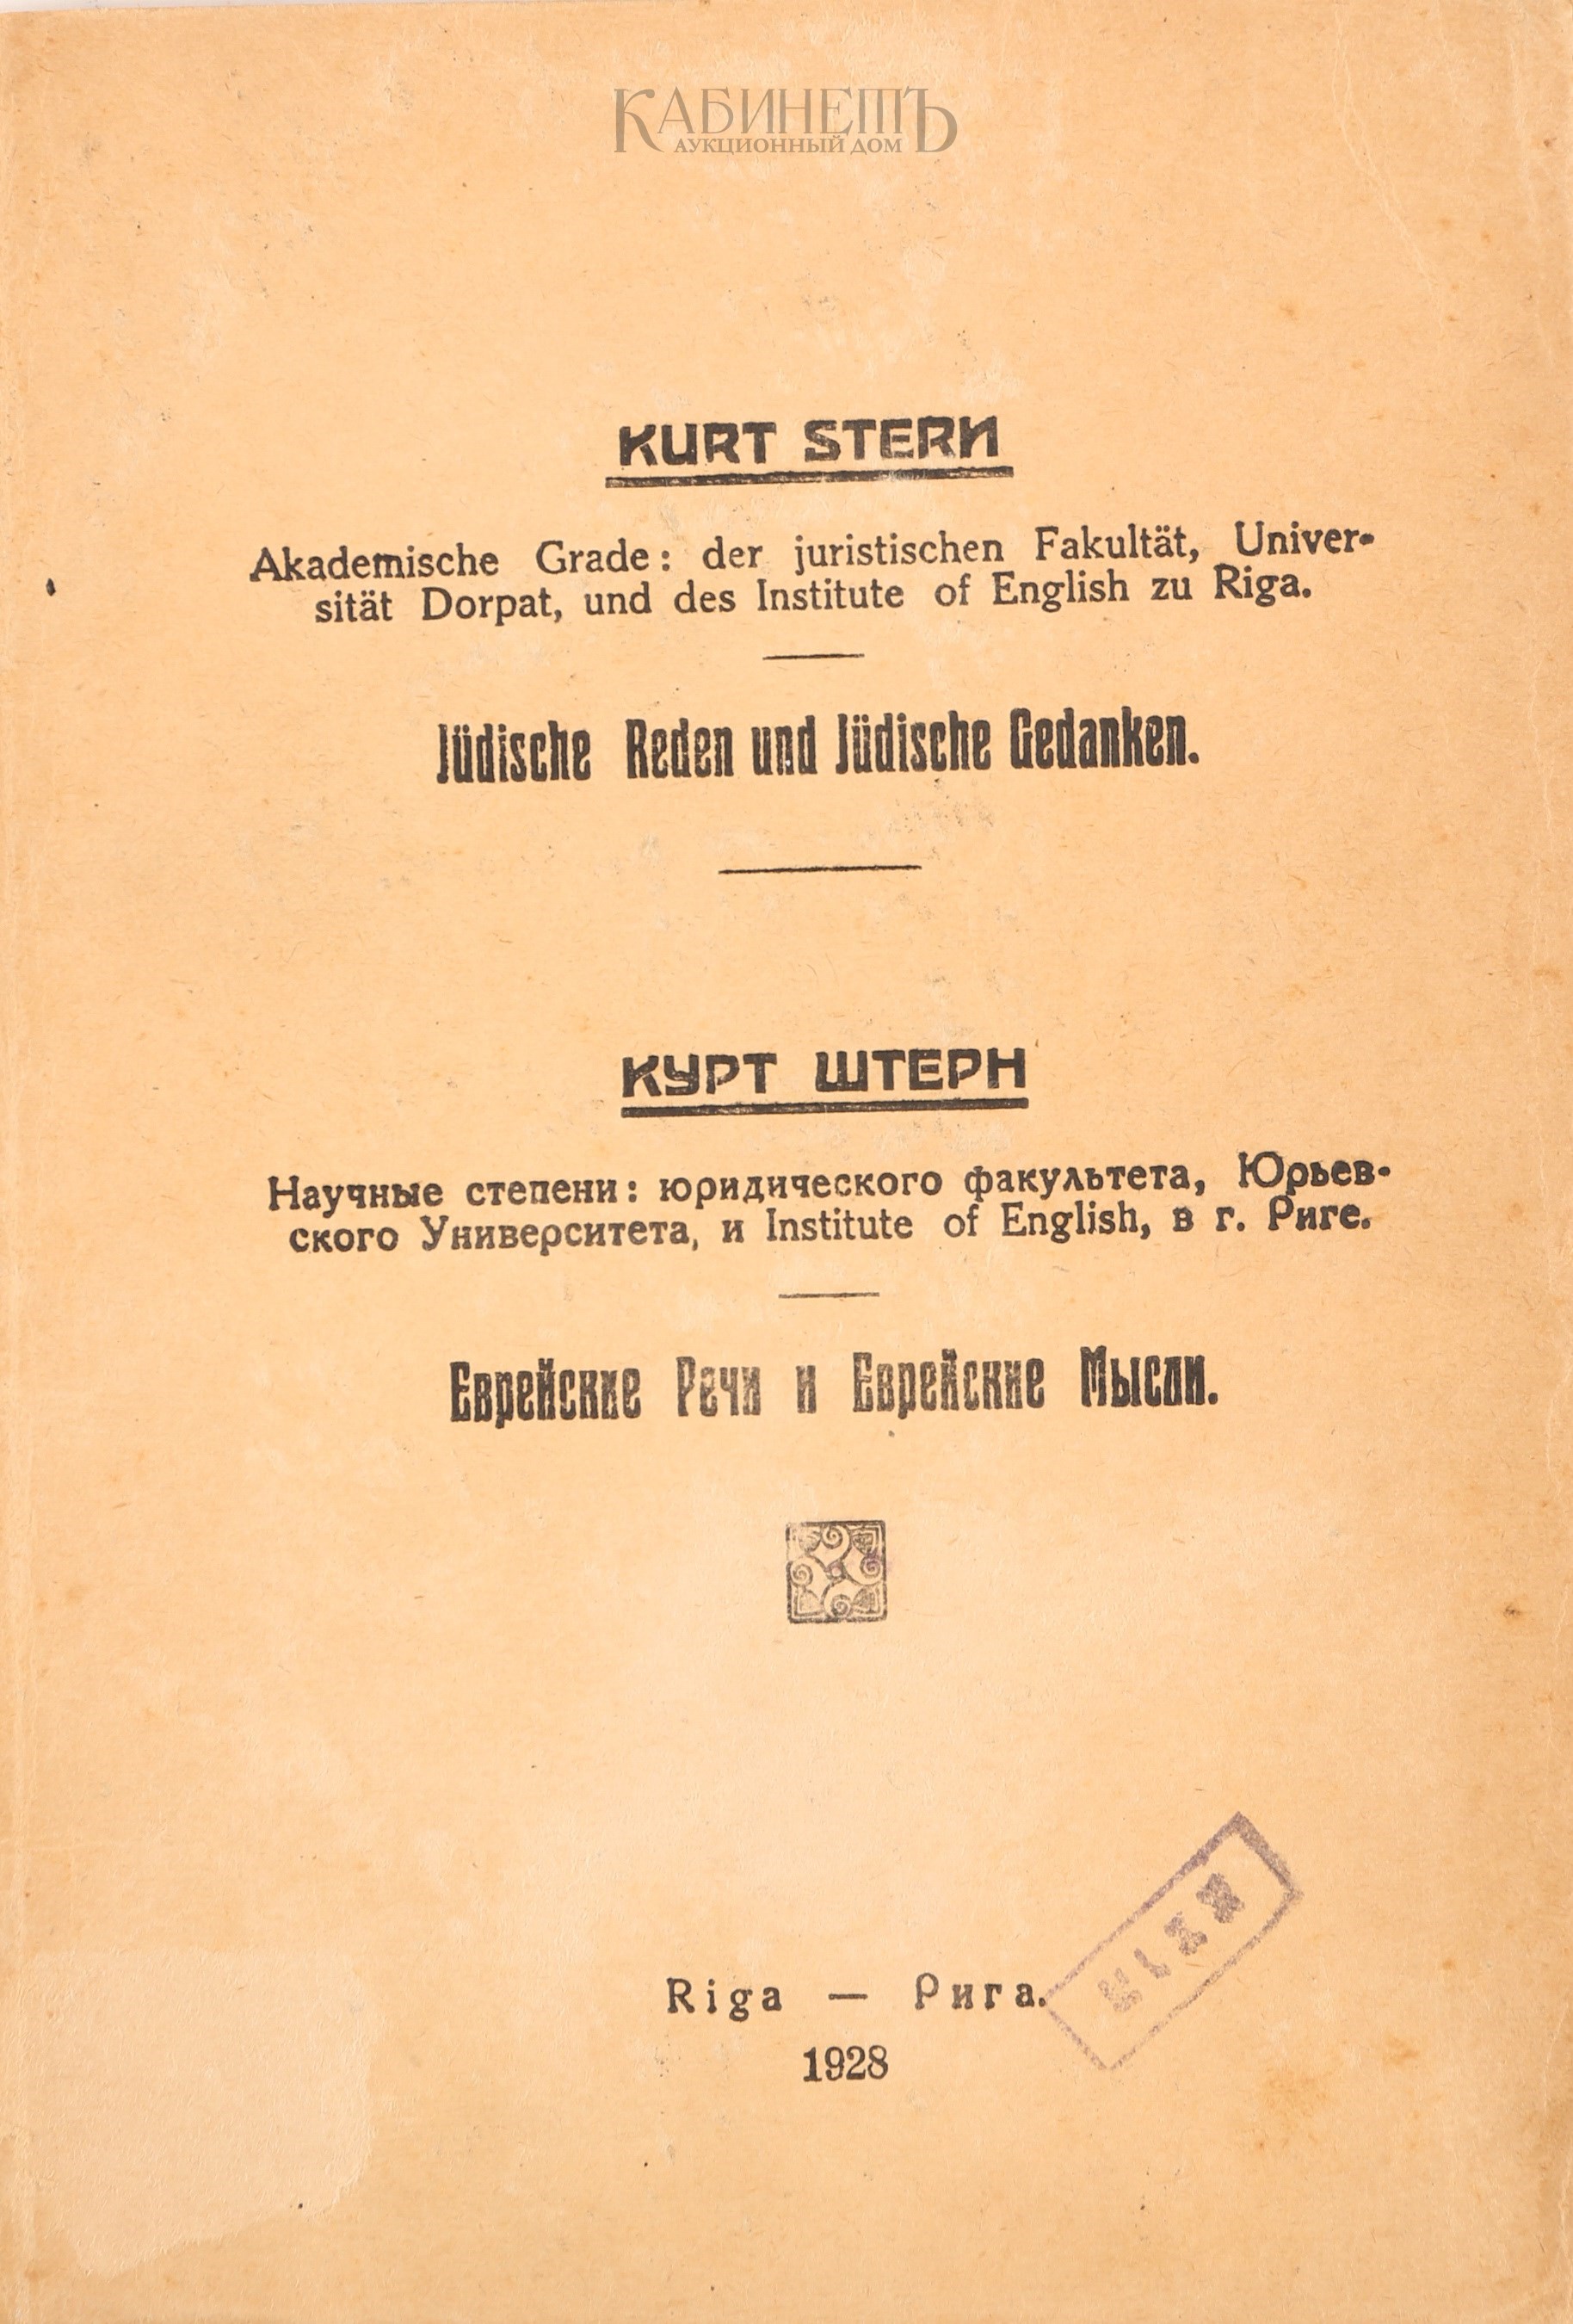 КАБИНЕТЪ
АУКЦИОННЫЙ ДОМ
KURT STERN
Akademische Grade: der juristischen Fakultät, Univer-
sität Dorpat, und des Institute of English zu Riga.
Jüdische Reden und Jüdische Gedanken.
КУРТ ШТЕРН
Научные степени: юридического факультета, Юрьев-
ского Университета, и Institute of English, в г. Риге.
Еврейские Речи и Еврейские Мысли.
Riga — Рига.
1928